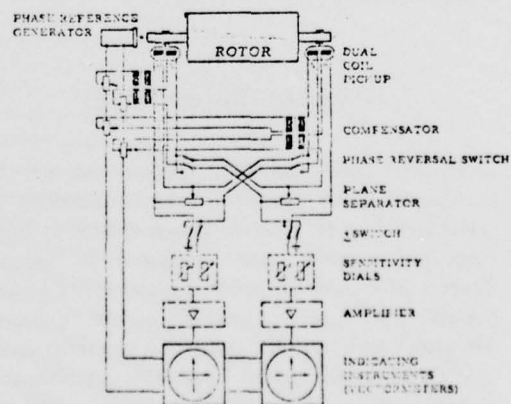 PHASE REFERENCE
GENERATOR
ROTOR
DUAL
COIL
PICKUP
COMPENSATOR
PHASE REVERSAL SWITCH
PLANE
SEPARATOR
SWITCH
SENSITIVITY
DIALS
AMPLIFIER
INDICATING
INSTRUMENTS
(VECTORMETERS)